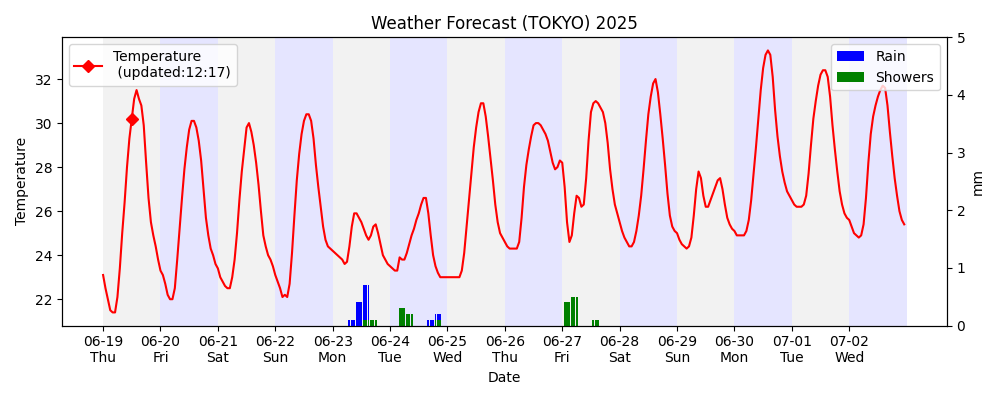 Weather Forecast (TOKYO) 2025
Temperature
(updated:12:17)
Rain
Showers
Temperature
32
30
28
26
24
22
5
4
3
2
1
0
mm
06-19 06-20 06-21 06-22 06-23 06-24 06-25 06-26 06-27 06-28 06-29 06-30 07-01 07-02
Thu Fri Sat Sun Mon Tue Wed Thu Fri Sat Sun Mon Tue Wed
Date